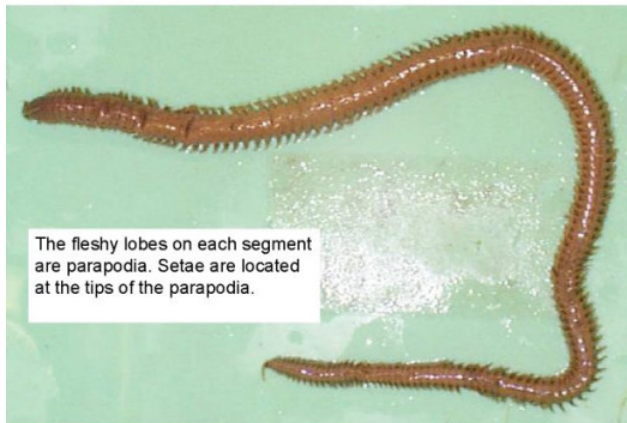 The fleshy lobes on each segment
are parapodia. Setae are located
at the tips of the parapodia.